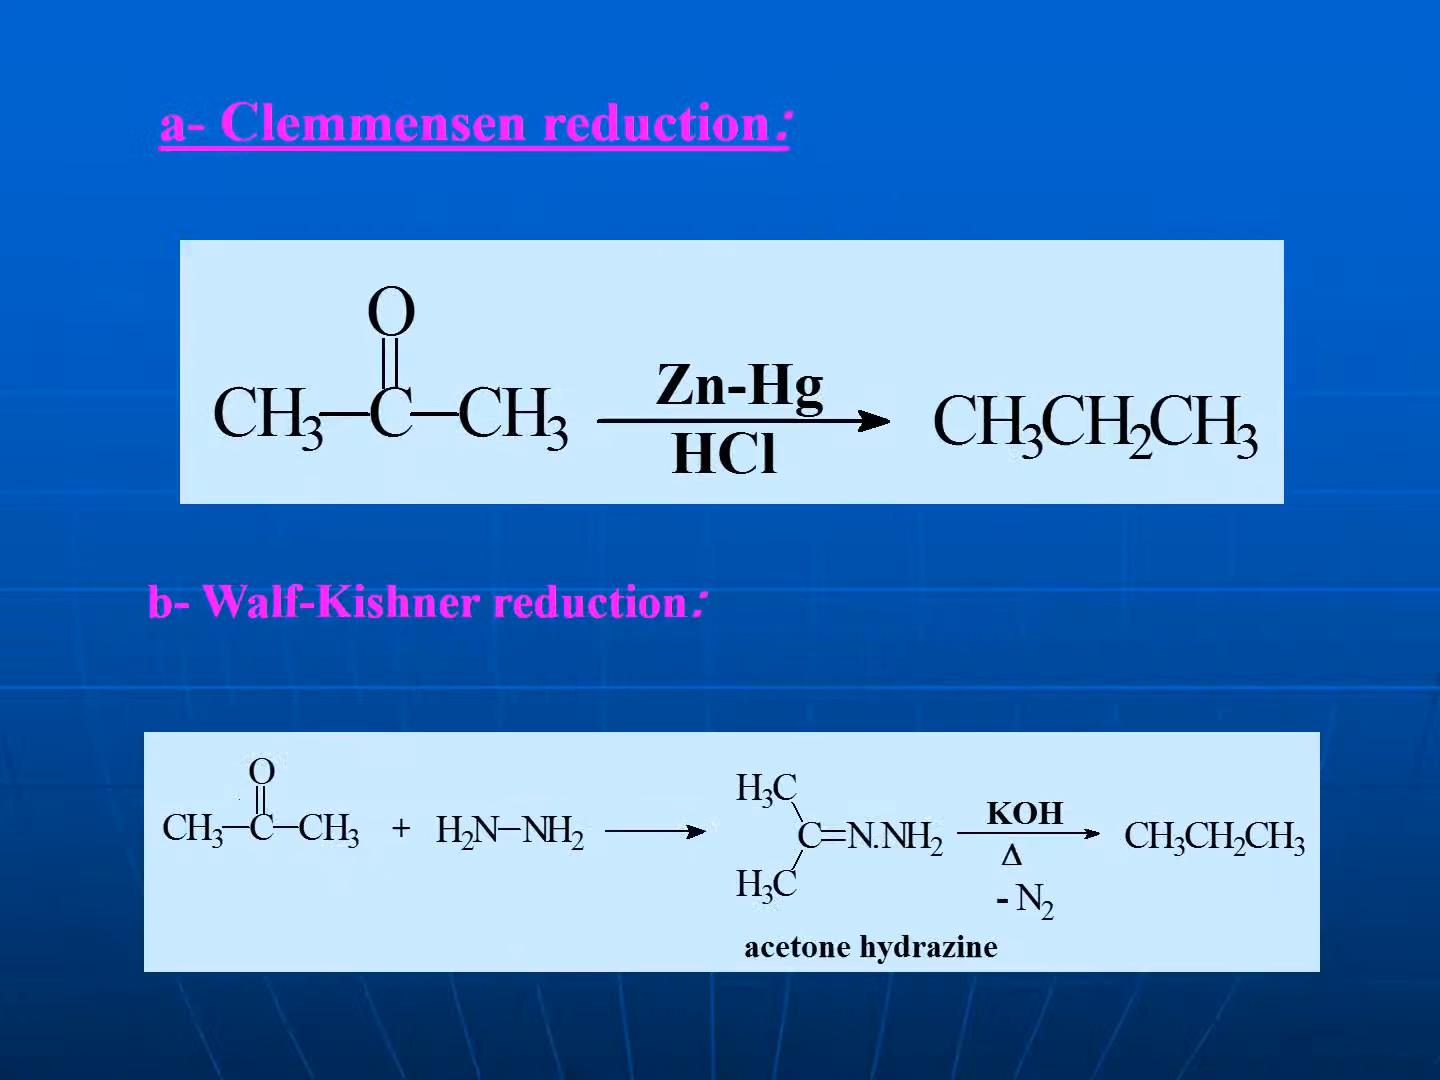 a- Clemmensen reduction:
O
CH3—C—CH3
Zn-Hg
HCl
CH3CH2CH3
b- Walf-Kishner reduction:
O
CH3—C—CH3 + H2N—NH2
H3C
C=N.NH2
H3C
KOH
Δ
- N2
CH3CH2CH3
acetone hydrazine